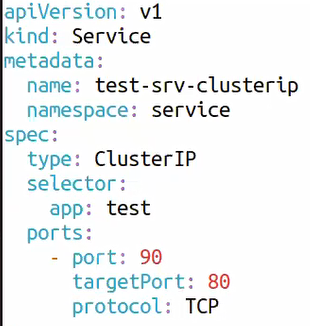 apiVersion: v1
kind: Service
metadata:
  name: test-srv-clusterip
  namespace: service
spec:
  type: ClusterIP
  selector:
    app: test
  ports:
    - port: 90
      targetPort: 80
      protocol: TCP